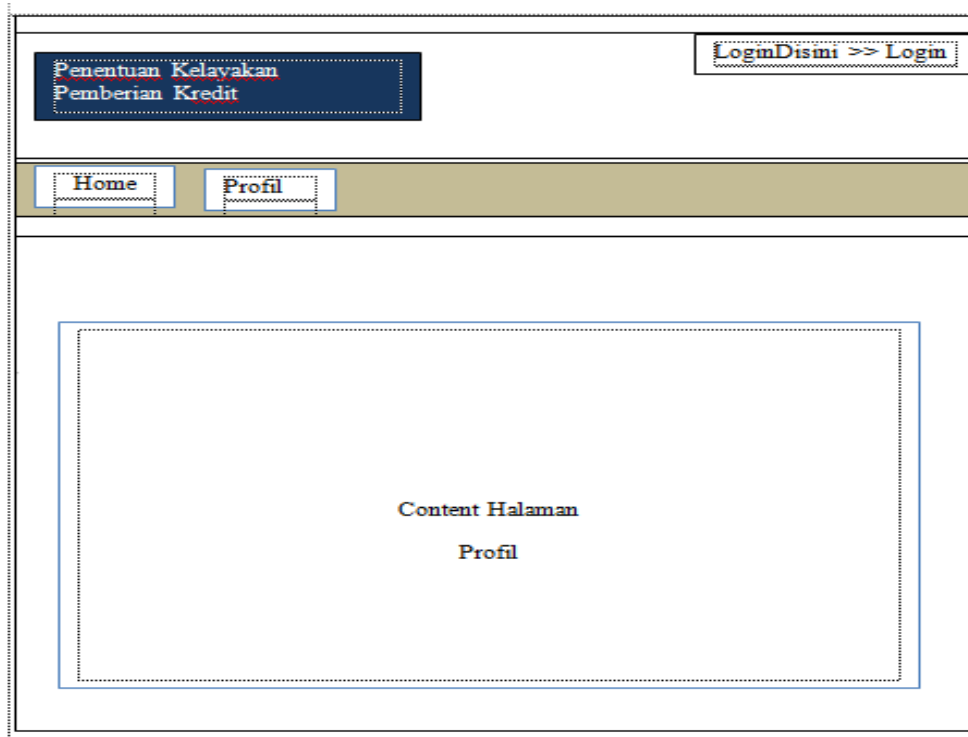 Penentuan Kelayakan
Pemberian Kredit
LoginDisini >> Login
Home
Profil
Content Halaman
Profil